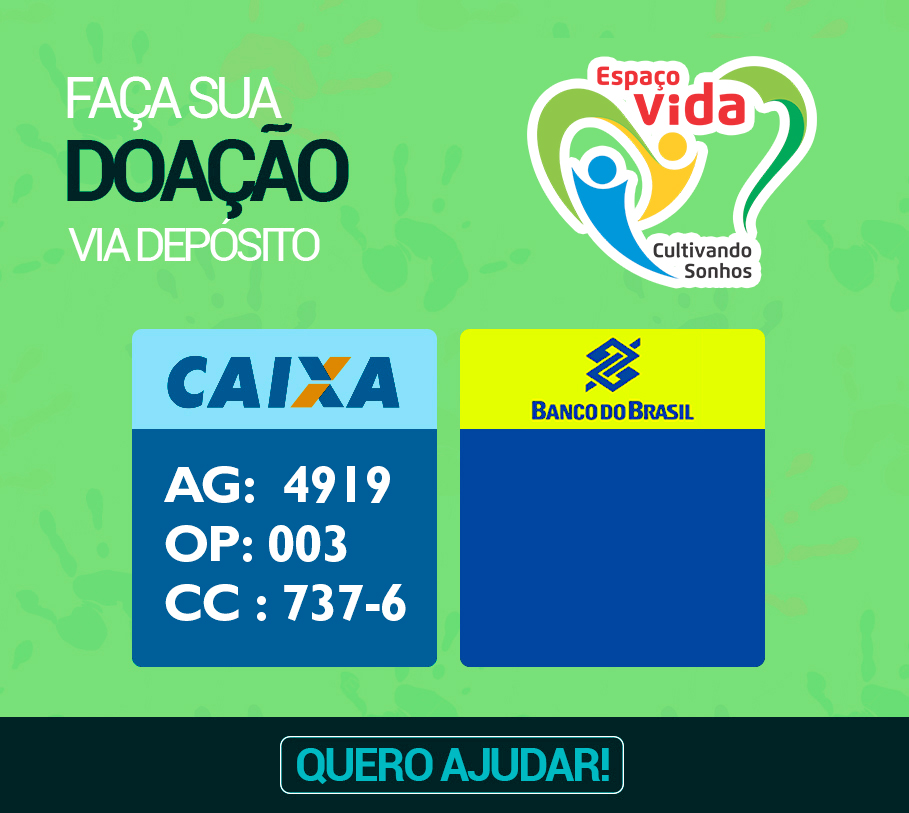 FAÇA SUA
DOAÇÃO
VIA DEPÓSITO
Espaço
Vida
Cultivando
Sonhos
CAIXA
AG: 4919
OP: 003
CC : 737-6
BANCO DO BRASIL
QUERO AJUDAR!